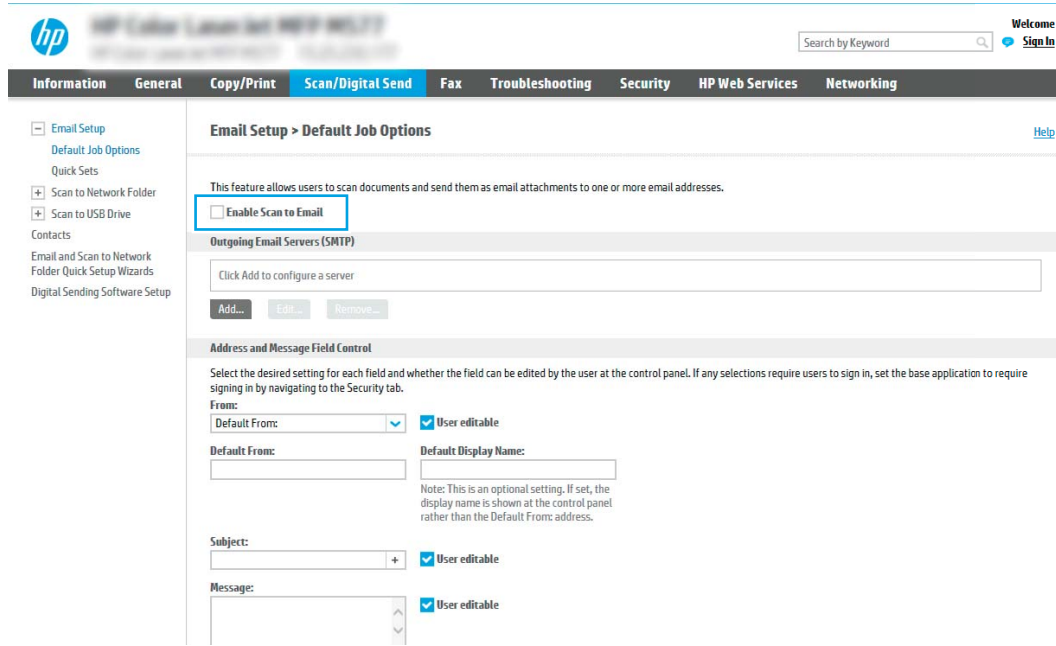 hp
HP Color LaserJet MFP M577
Welcome
Search by Keyword
Sign In
Information General Copy/Print Scan/Digital Send Fax Troubleshooting Security HP Web Services Networking
Email Setup
Default Job Options
Quick Sets
Scan to Network Folder
Scan to USB Drive
Contacts
Email and Scan to Network
Folder Quick Setup Wizards
Digital Sending Software Setup
Email Setup > Default Job Options
Help
This feature allows users to scan documents and send them as email attachments to one or more email addresses.
Enable Scan to Email
Outgoing Email Servers (SMTP)
Click Add to configure a server
Add... Edit... Remove...
Address and Message Field Control
Select the desired setting for each field and whether the field can be edited by the user at the control panel. If any selections require users to sign in, set the base application to require
signing in by navigating to the Security tab.
From:
Default From: User editable
Default From: Default Display Name:
Note: This is an optional setting. If set, the
display name is shown at the control panel
rather than the Default From: address.
Subject:
+ User editable
Message:
User editable